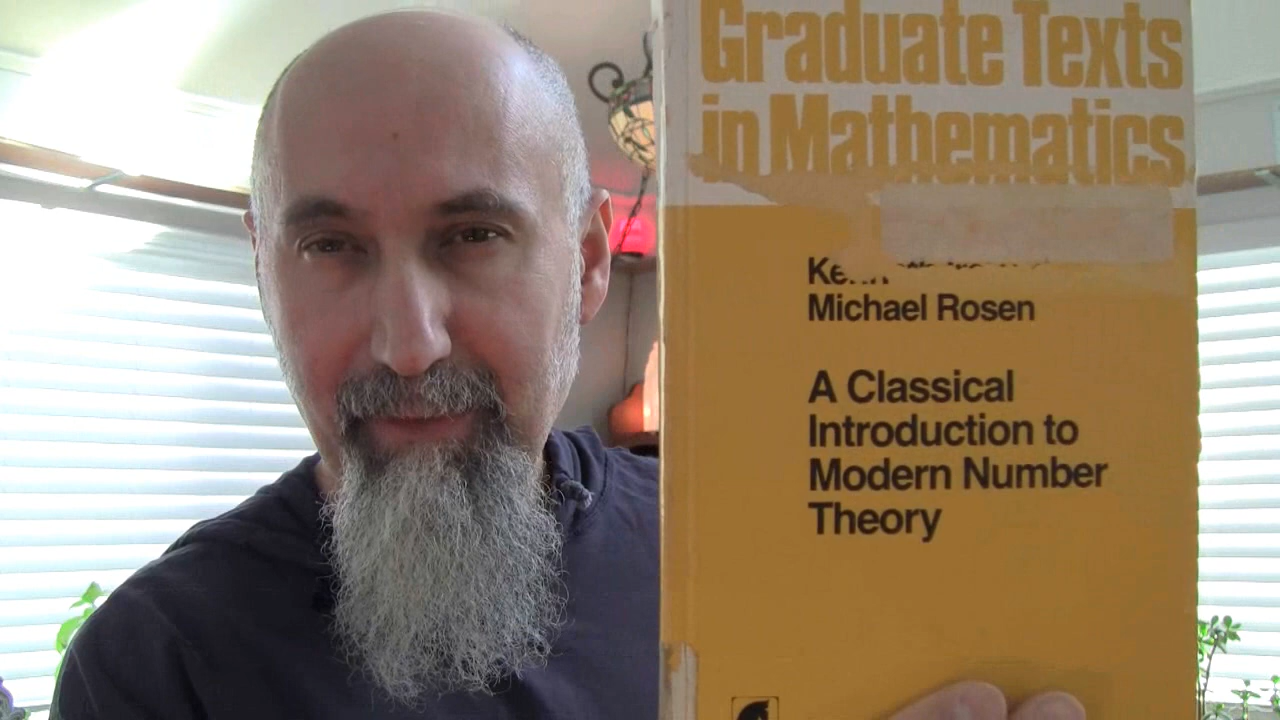 Graduate Texts
in Mathematics
Michael Rosen
A Classical
Introduction to
Modern Number
Theory